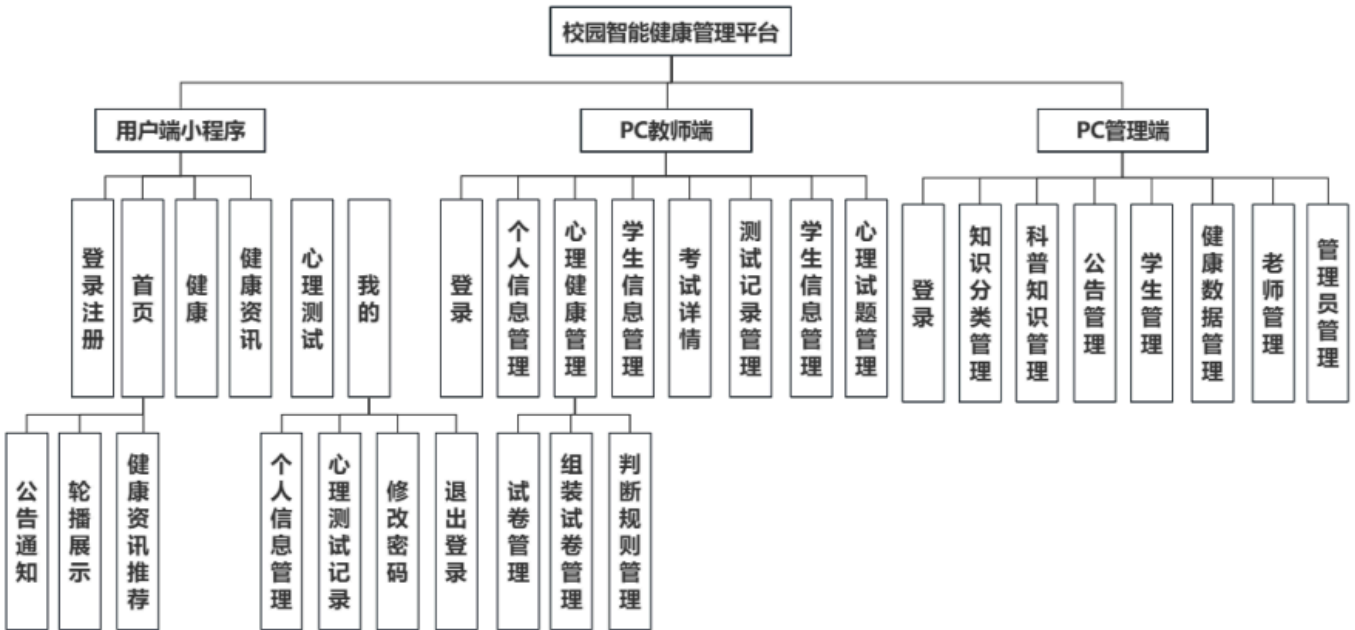 校园智能健康管理平台
用户端小程序
PC教师端
PC管理端
登录注册
首页
健康
健康资讯
心理测试
我的
登录
个人信息管理
心理健康管理
学生信息管理
考试详情
测试记录管理
学生信息管理
心理试题管理
登录
知识分类管理
科普知识管理
公告管理
学生管理
健康数据管理
老师管理
管理员管理
公告通知
轮播展示
健康资讯推荐
个人信息管理
心理测试记录
修改密码
退出登录
试卷管理
组装试卷管理
判断规则管理